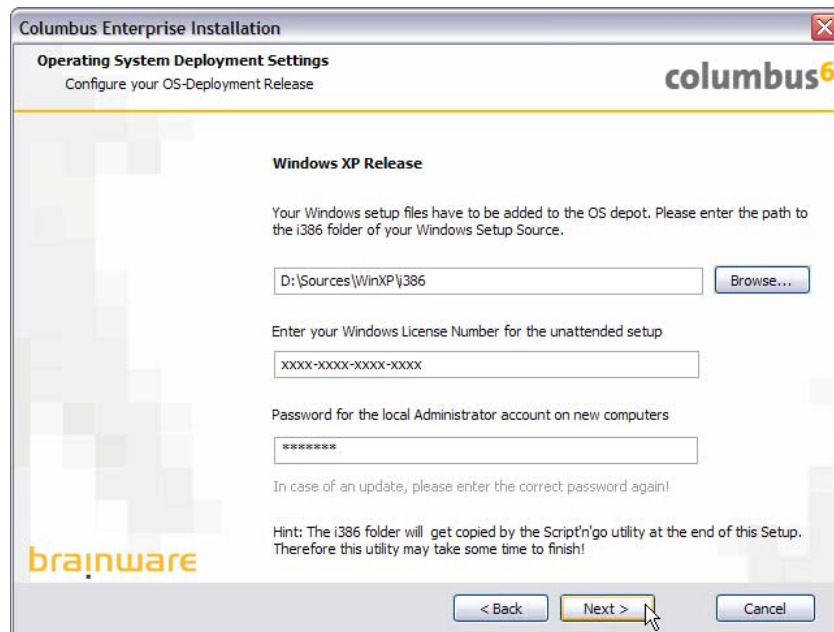 Columbus Enterprise Installation
Operating System Deployment Settings
Configure your OS-Deployment Release
columbus6
Windows XP Release
Your Windows setup files have to be added to the OS depot. Please enter the path to
the i386 folder of your Windows Setup Source.
D:\Sources\WinXP\i386
Browse...
Enter your Windows License Number for the unattended setup
xxxx-xxxx-xxxx-xxxx
Password for the local Administrator account on new computers
*******
In case of an update, please enter the correct password again!
Hint: The i386 folder will get copied by the Script'n'go utility at the end of this Setup.
Therefore this utility may take some time to finish!
brainware
< Back
Next >
Cancel